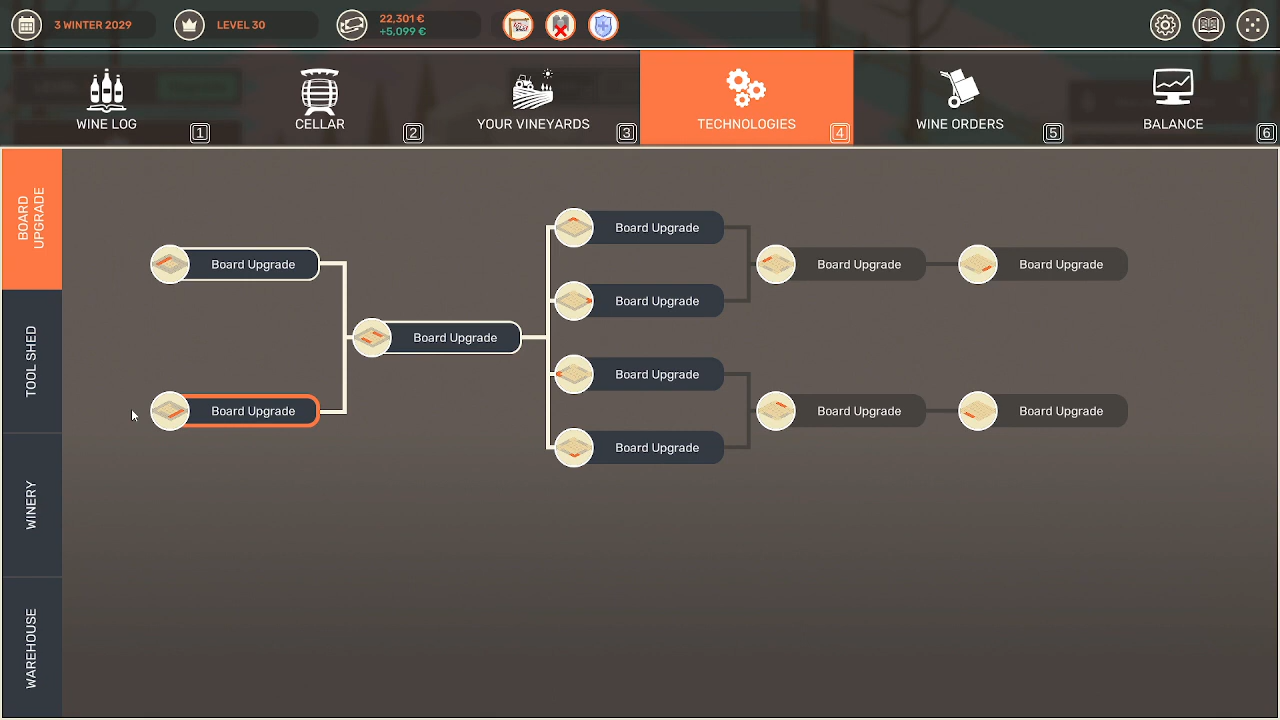 3 WINTER 2029
LEVEL 30
22,301 €
+5,099 €
WINE LOG
1
CELLAR
2
YOUR VINEYARDS
3
TECHNOLOGIES
4
WINE ORDERS
5
BALANCE
6
BOARD
UPGRADE
TOOL SHED
WINERY
WAREHOUSE
Board Upgrade
Board Upgrade
Board Upgrade
Board Upgrade
Board Upgrade
Board Upgrade
Board Upgrade
Board Upgrade
Board Upgrade
Board Upgrade
Board Upgrade